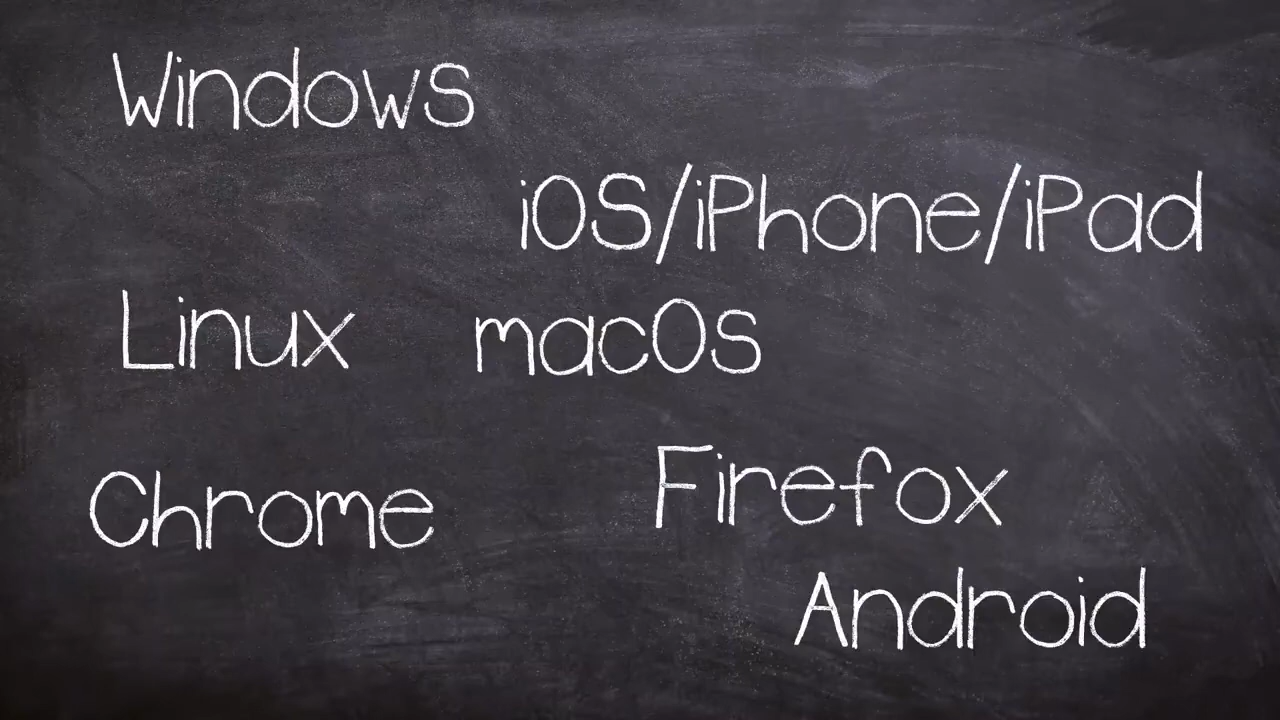 Windows
iOS/iPhone/iPad
Linux macOS
Chrome
Firefox
Android